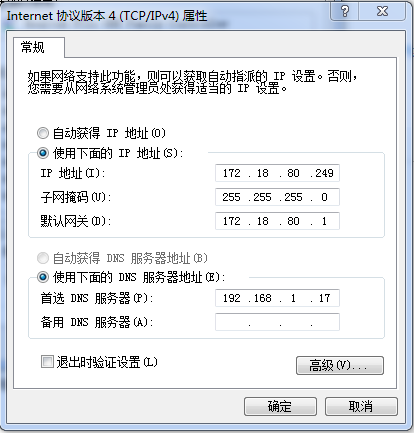 Internet 协议版本 4 (TCP/IPv4) 属性
常规
如果网络支持此功能，则可以获取自动指派的 IP 设置。否则，
您需要从网络系统管理员处获得适当的 IP 设置。
自动获得 IP 地址(O)
使用下面的 IP 地址(S):
IP 地址(I): 172 . 18 . 80 .249
子网掩码(U): 255 .255 .255 . 0
默认网关(D): 172 . 18 . 80 . 1
自动获得 DNS 服务器地址(B)
使用下面的 DNS 服务器地址(E):
首选 DNS 服务器(P): 192 .168 . 1 . 17
备用 DNS 服务器(A): . . .
退出时验证设置(L)
高级(V)...
确定 取消